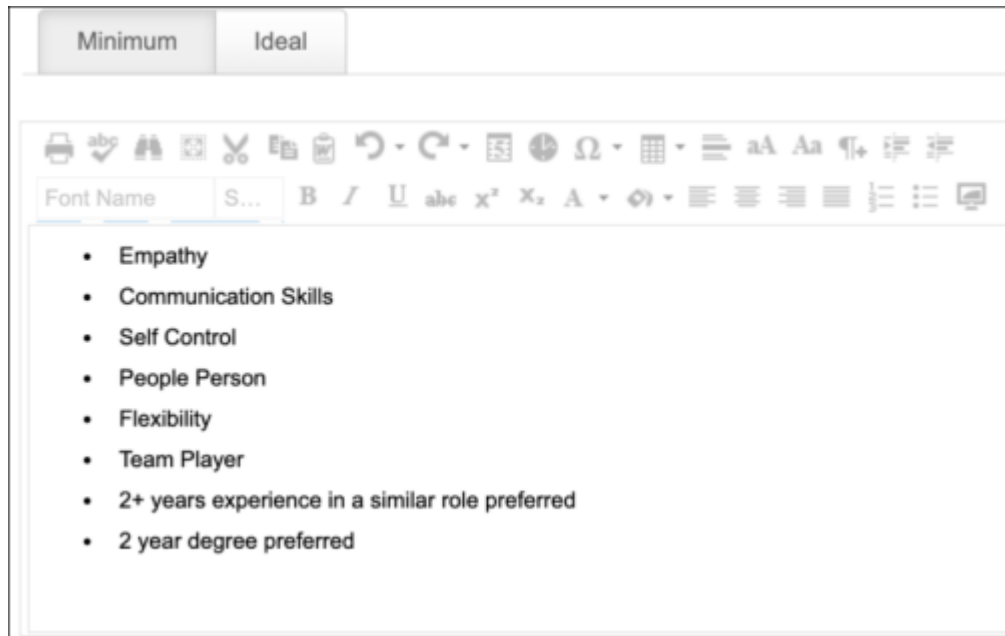 Minimum
Ideal
Font Name S...
Empathy
Communication Skills
Self Control
People Person
Flexibility
Team Player
2+ years experience in a similar role preferred
2 year degree preferred